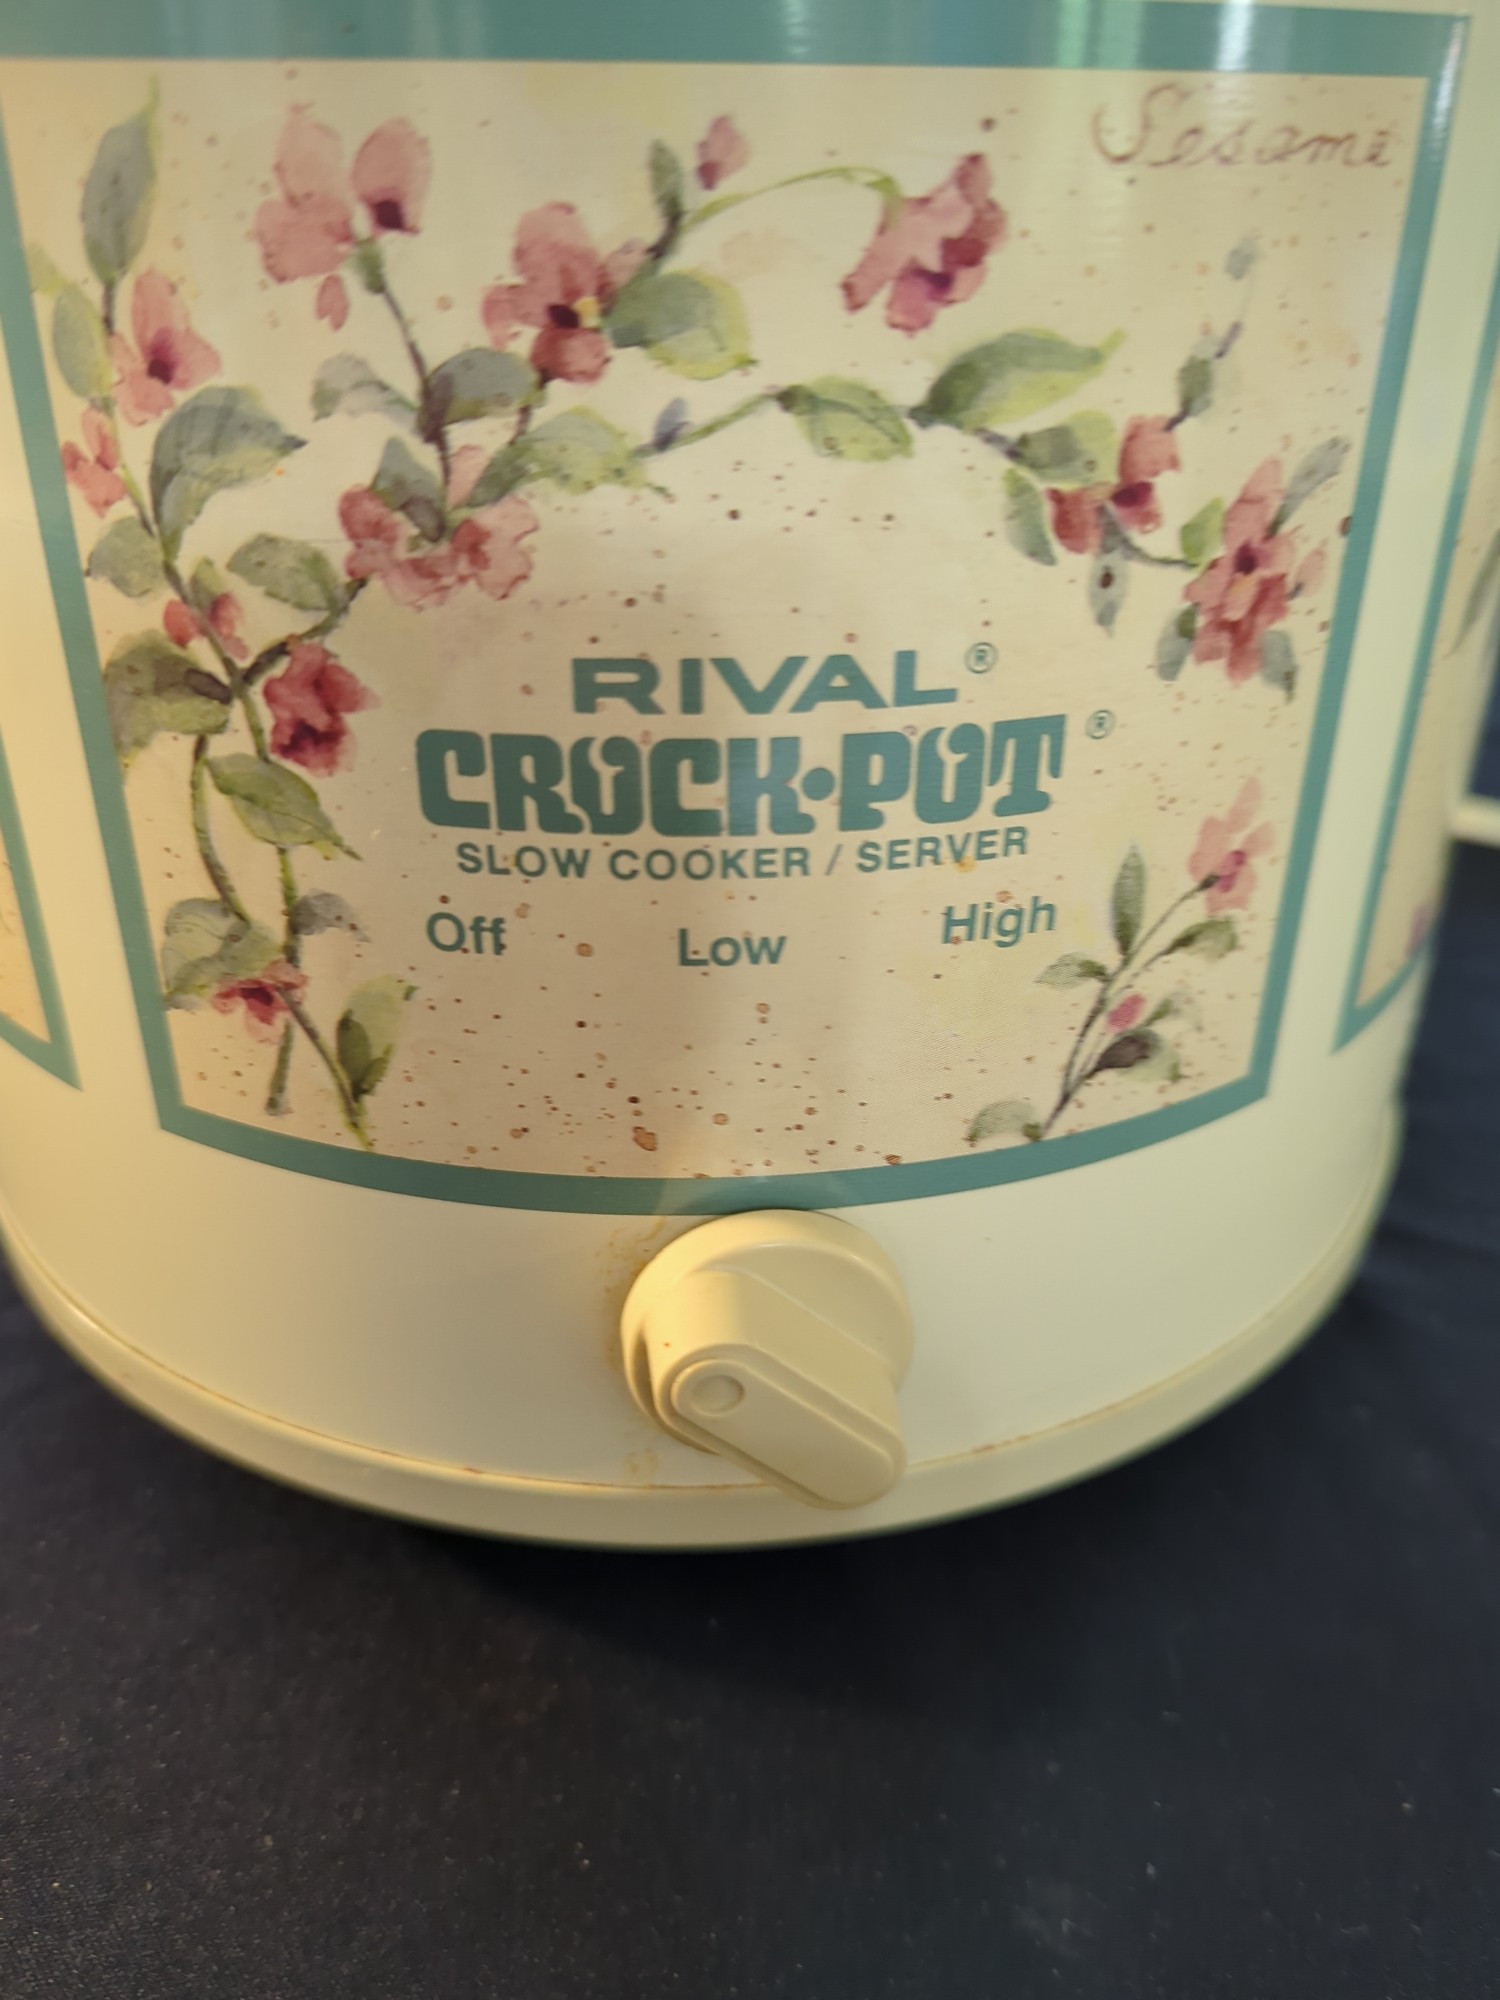 Sesame
RIVAL®
CROCK·POT®
SLOW COOKER / SERVER
Off Low High